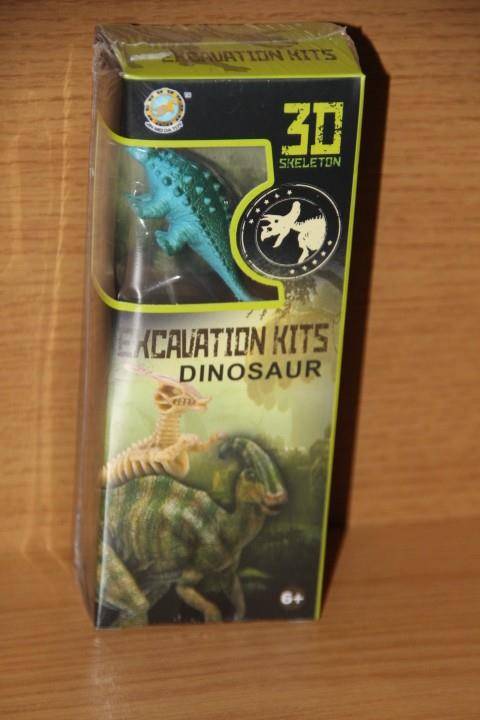 EXCAVATION KITS
3D
SKELETON
EXCAVATION KITS
DINOSAUR
6+